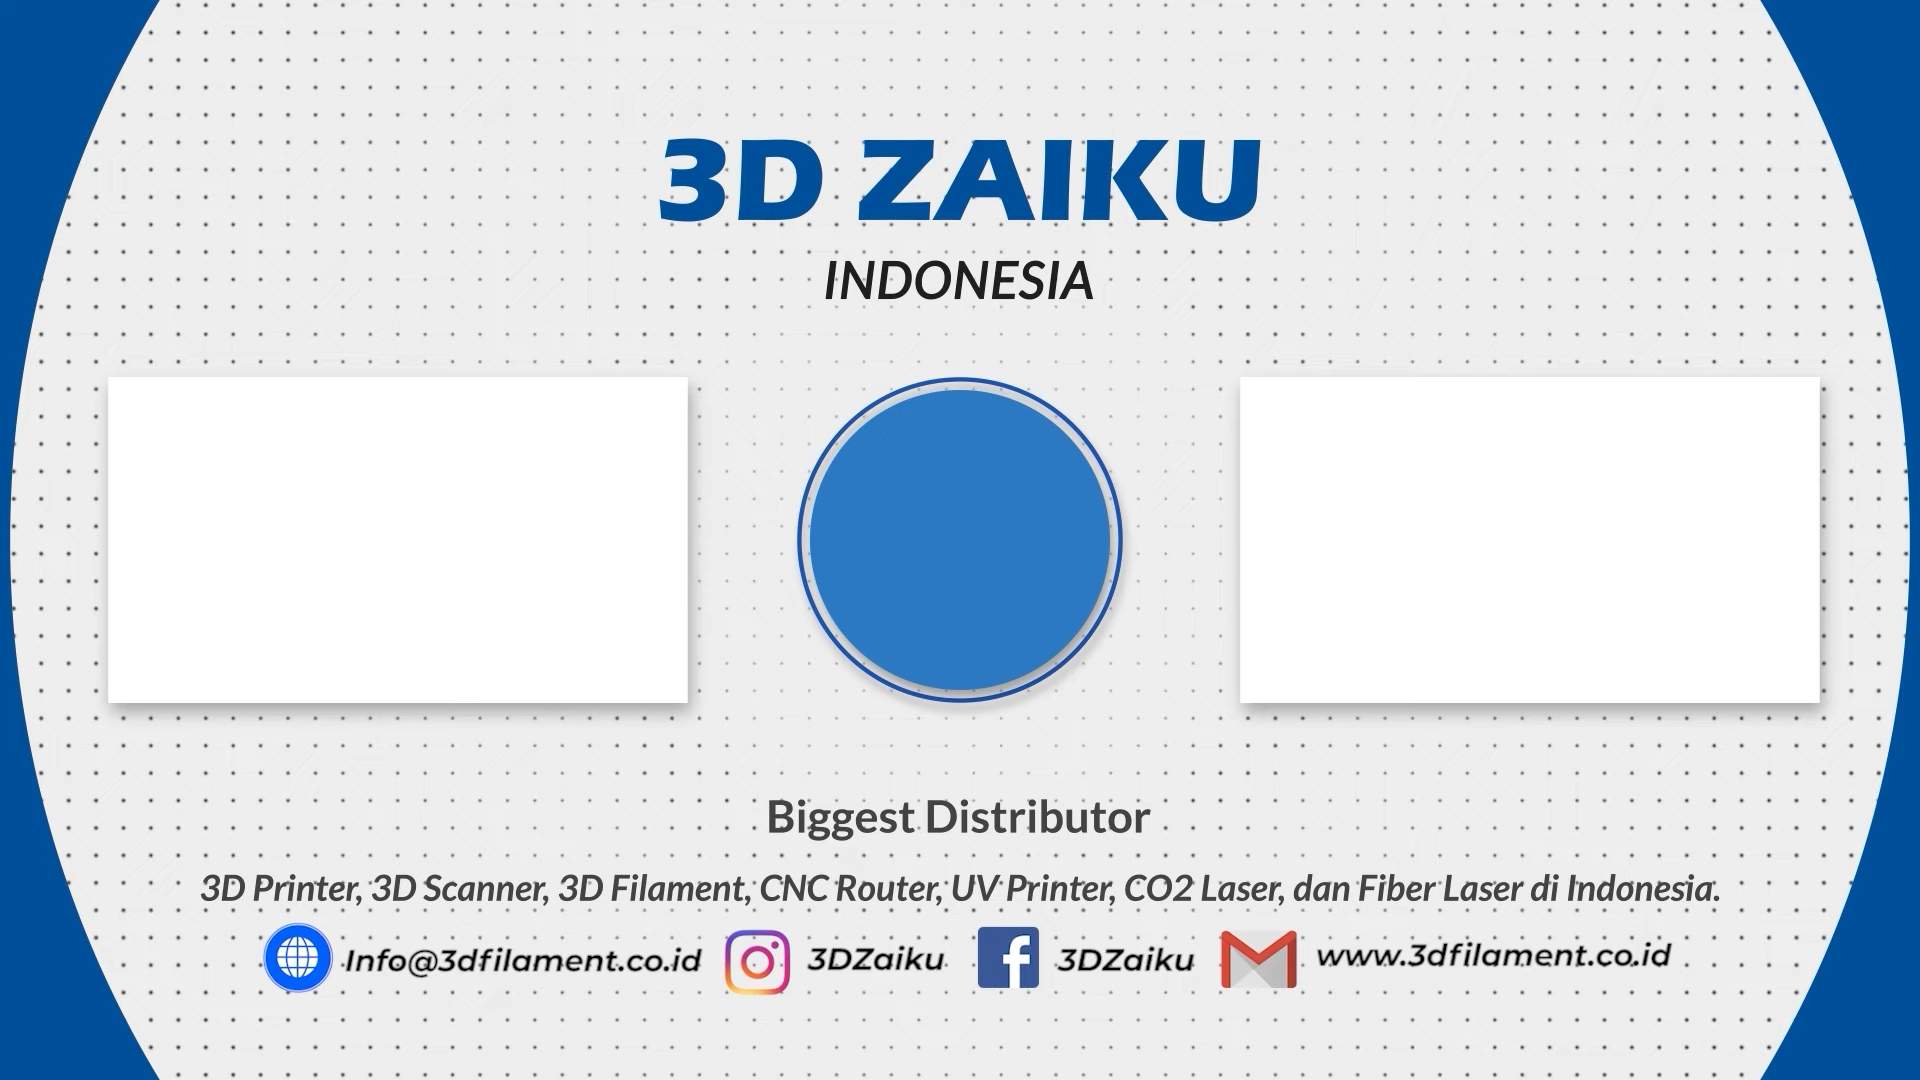 3D ZAIKU
INDONESIA
Biggest Distributor
3D Printer, 3D Scanner, 3D Filament, CNC Router, UV Printer, CO2 Laser, dan Fiber Laser di Indonesia.
Info@3dfilament.co.id 3DZaiku 3DZaiku www.3dfilament.co.id